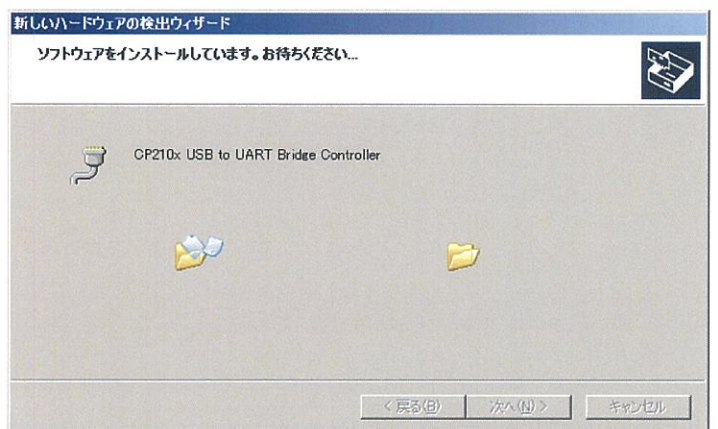 新しいハードウェアの検出ウィザード
ソフトウェアをインストールしています。お待ちください...
CP210x USB to UART Bridge Controller
< 戻る(B)
次へ(N) >
キャンセル